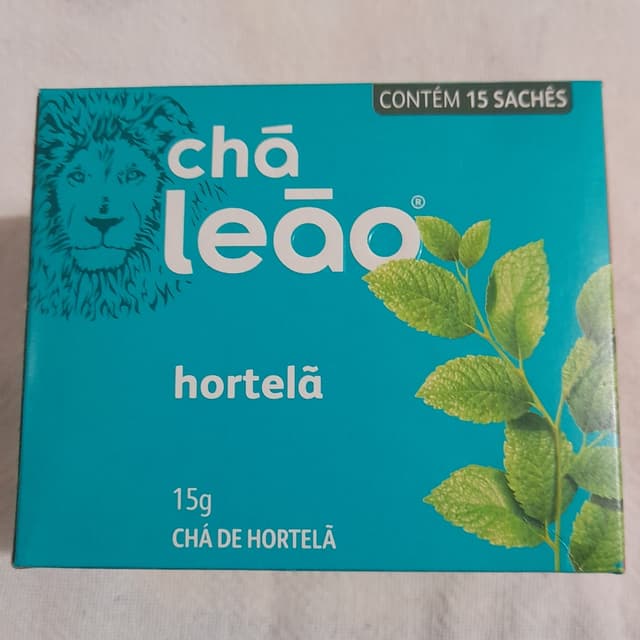 CONTÉM 15 SACHÊS
chá
leão®
hortelã
15g
CHÁ DE HORTELÃ